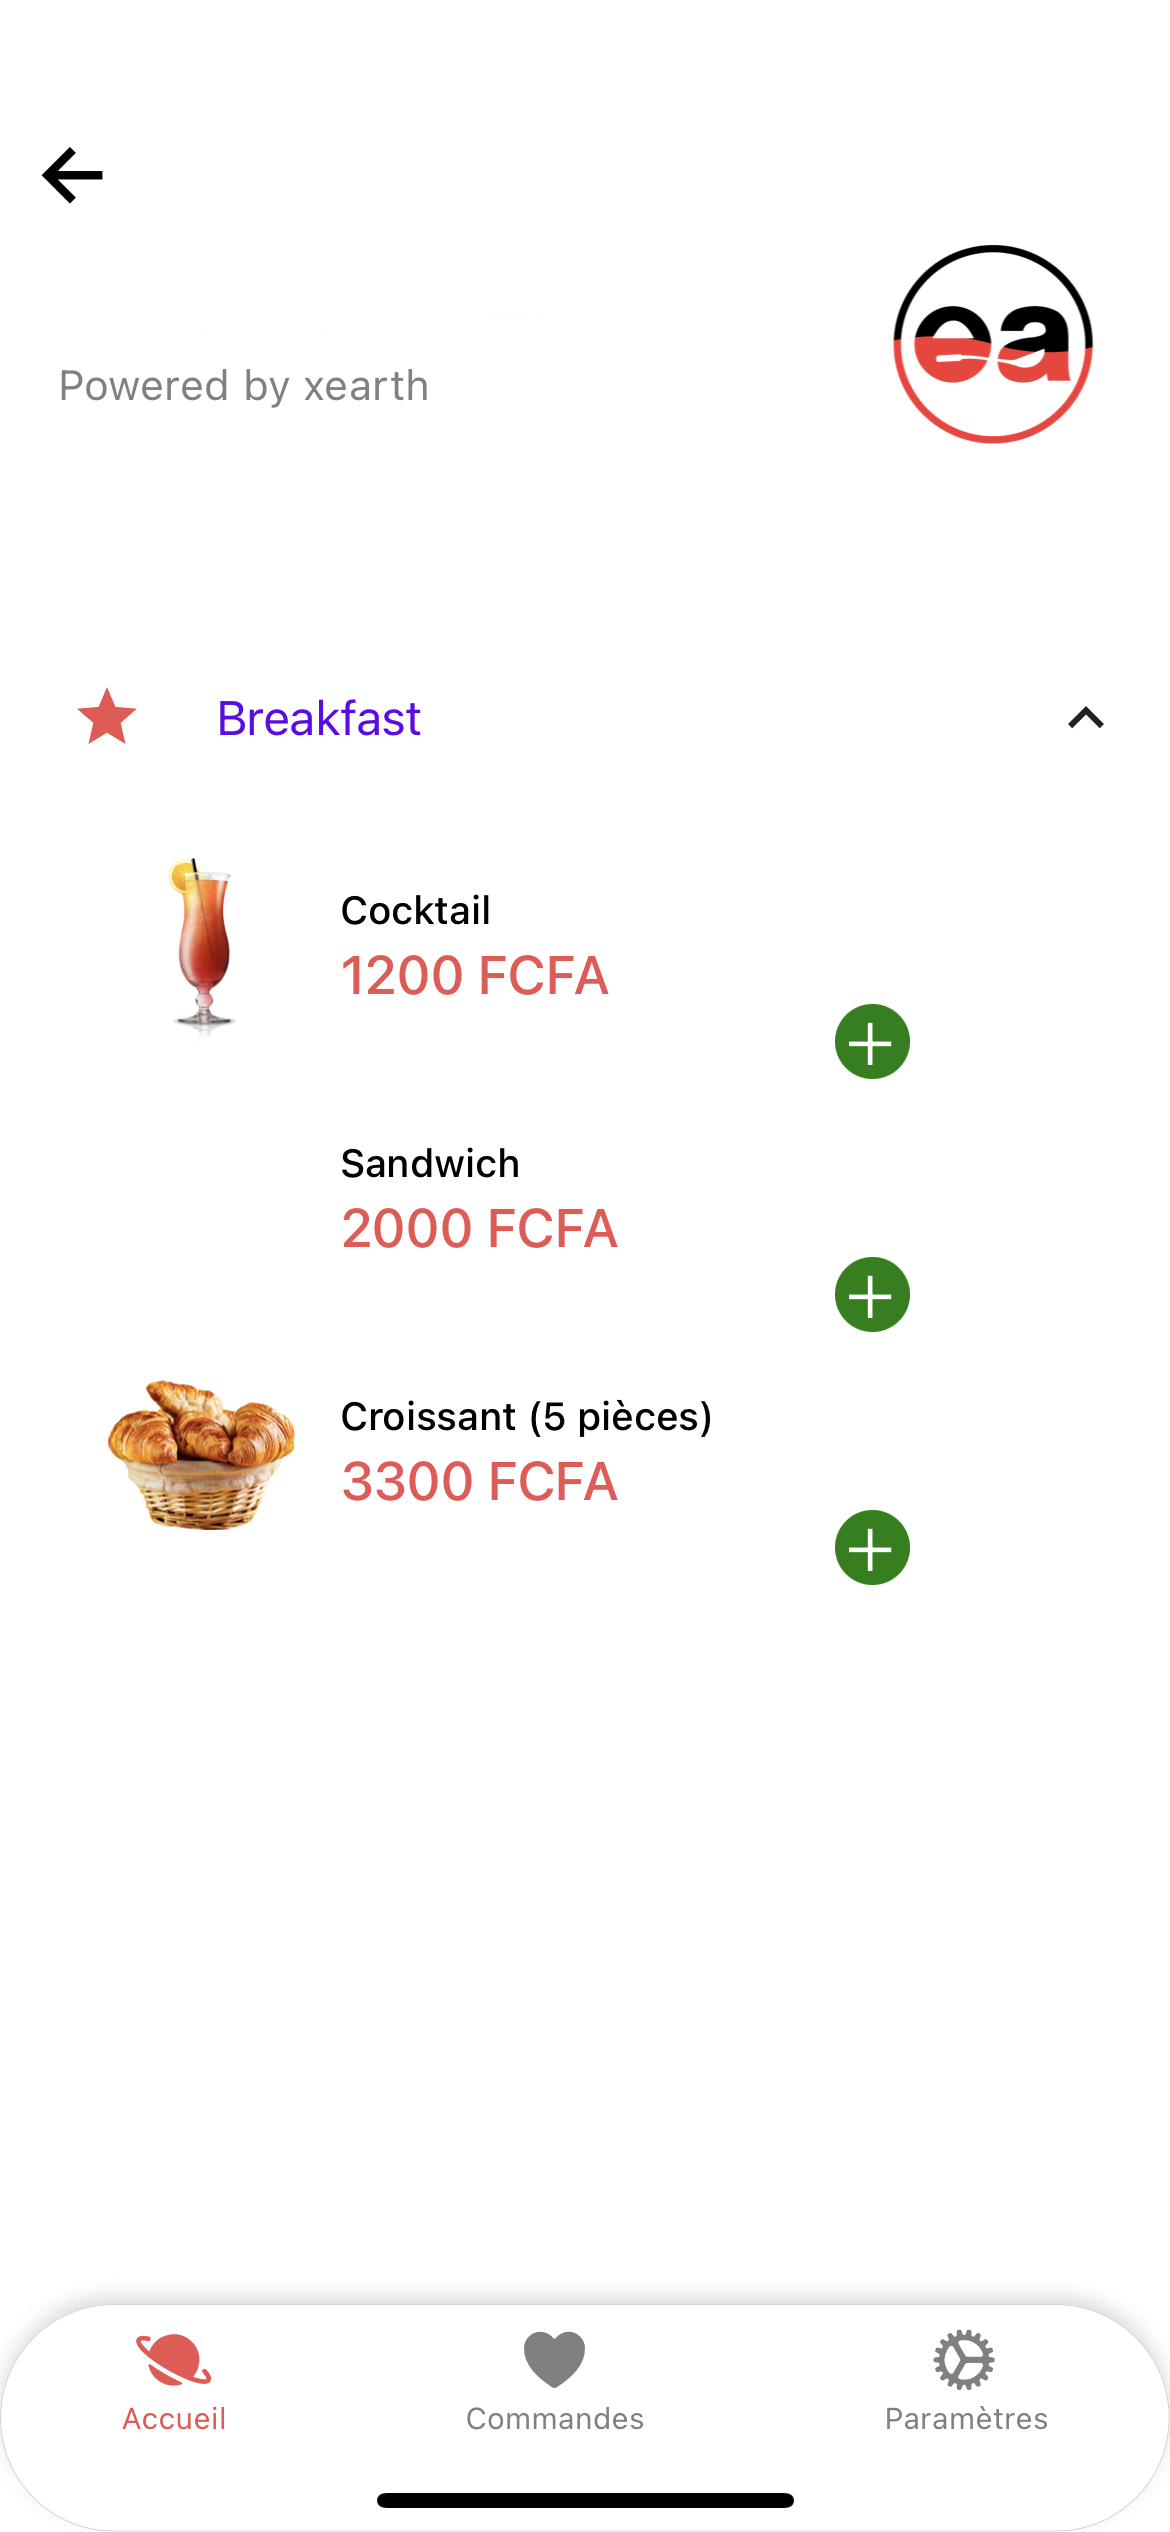 ea
Powered by xearth
Breakfast
Cocktail
1200 FCFA
Sandwich
2000 FCFA
Croissant (5 pièces)
3300 FCFA
Accueil
Commandes
Paramètres